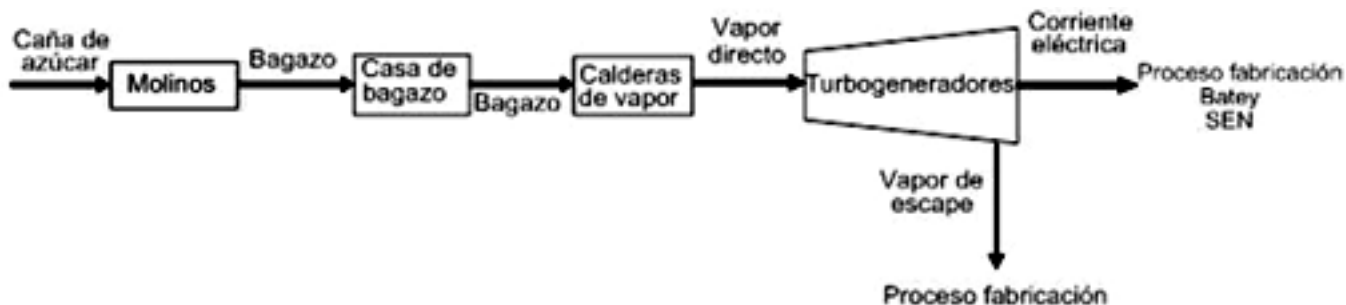 Caña de
azúcar
Molinos
Bagazo
Casa de
bagazo
Bagazo
Calderas
de vapor
Vapor
directo
Turbogeneradores
Corriente
eléctrica
Proceso fabricación
Batey
SEN
Vapor de
escape
Proceso fabricación